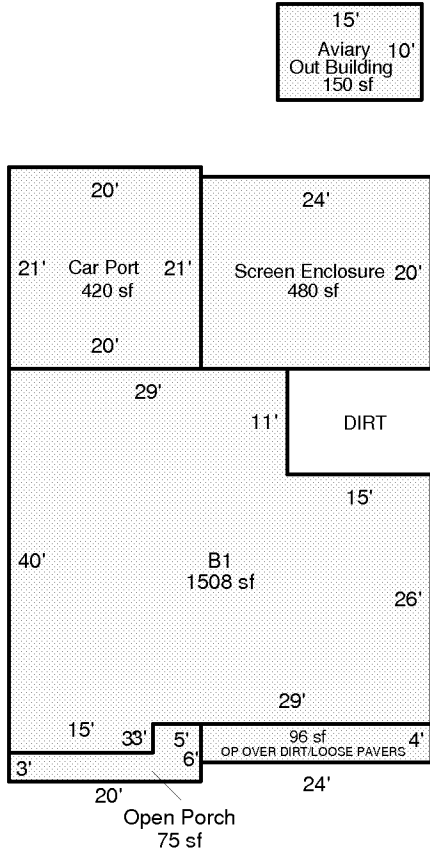 15'
Aviary 10'
Out Building
150 sf
20'
24'
21' Car Port 21'
420 sf
Screen Enclosure 20'
480 sf
20'
29'
11' DIRT
15'
40' B1
1508 sf
26'
29'
15' 33' 5'
96 sf 4'
OP OVER DIRT/LOOSE PAVERS
3' 6'
20' 24'
Open Porch
75 sf